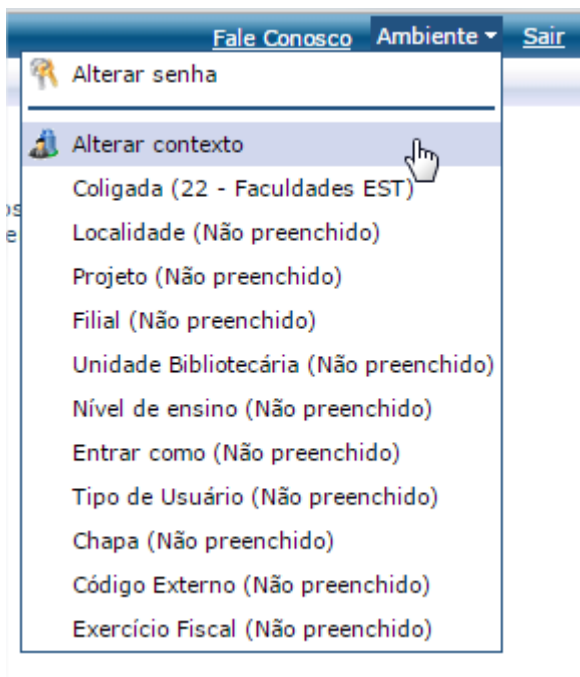 Fale Conosco Ambiente Sair
Alterar senha
Alterar contexto
Coligada (22 - Faculdades EST)
os
Localidade (Não preenchido)
e
Projeto (Não preenchido)
Filial (Não preenchido)
Unidade Bibliotecária (Não preenchido)
Nível de ensino (Não preenchido)
Entrar como (Não preenchido)
Tipo de Usuário (Não preenchido)
Chapa (Não preenchido)
Código Externo (Não preenchido)
Exercício Fiscal (Não preenchido)